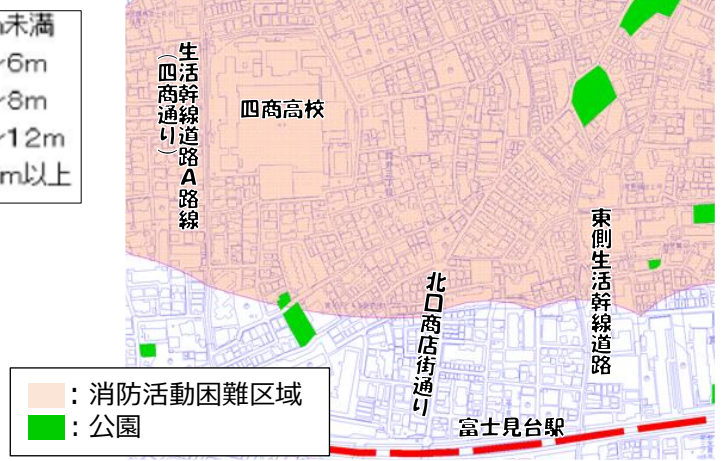 未満
~6m
~8m
~12m
m以上
生活幹線道路A路線
（四商通り）
四商高校
東側生活幹線道路
北口商店街通り
富士見台駅
：消防活動困難区域
：公園